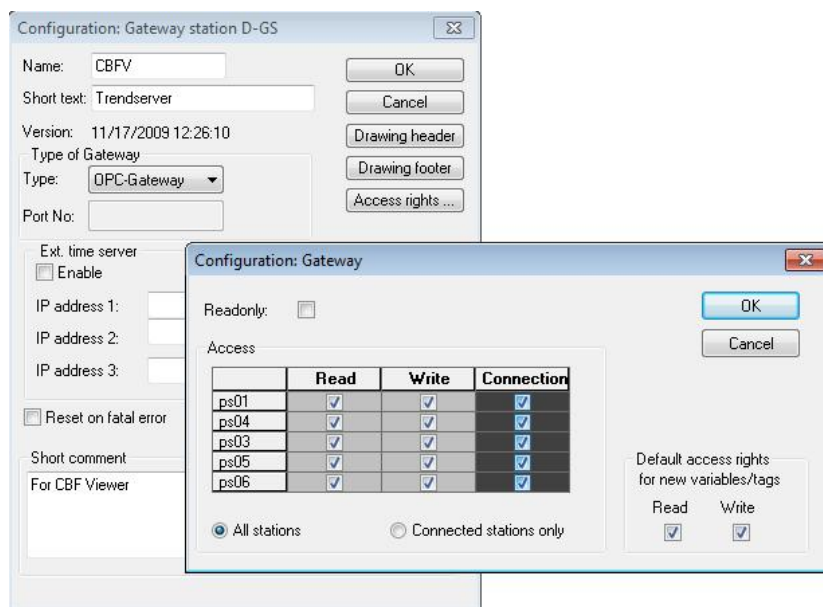 Configuration: Gateway station D-GS
Name: CBFV
OK
Short text: Trendserver
Cancel
Version: 11/17/2009 12:26:10
Drawing header
Type of Gateway
Type: OPC-Gateway
Drawing footer
Port No:
Access rights ...
Ext. time server
Enable
IP address 1:
IP address 2:
IP address 3:
Reset on fatal error
Short comment
For CBF Viewer
Configuration: Gateway
Readonly:
OK
Cancel
Access
Read Write Connection
ps01
ps04
ps03
ps05
ps06
All stations Connected stations only
Default access rights
for new variables/tags
Read Write